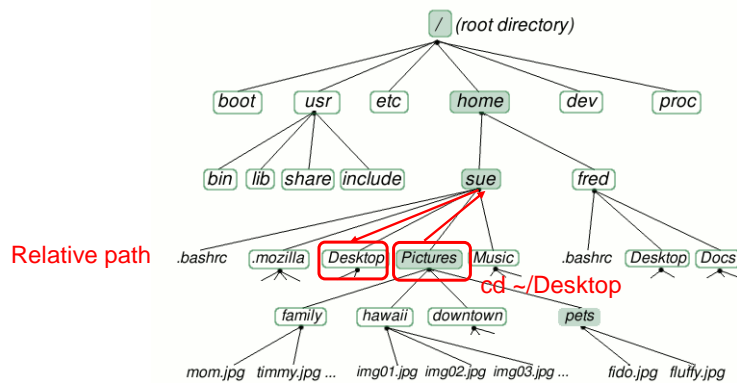 / (root directory)
boot usr etc home dev proc
bin lib share include sue fred
Relative path .bashrc .mozilla Desktop Pictures Music .bashrc Desktop Docs
cd ~/Desktop
family hawaii downtown pets
mom.jpg timmy.jpg ... img01.jpg img02.jpg img03.jpg ... fido.jpg fluffy.jpg